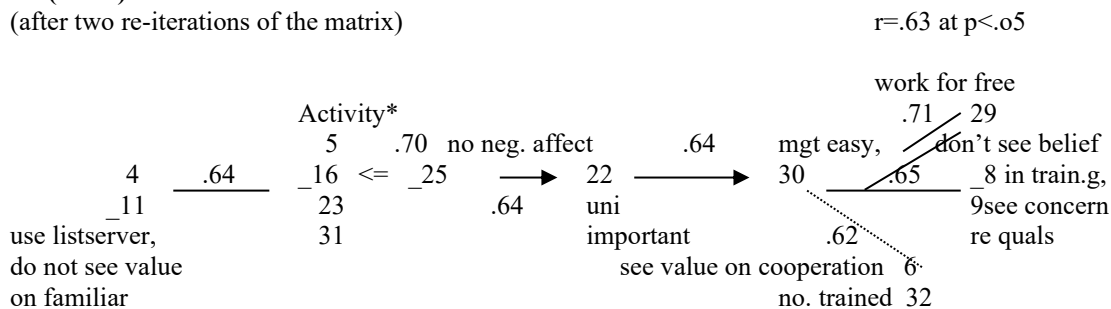 (after two re-iterations of the matrix) r=.63 at p<.o5
work for free
Activity* .71 29
5 .70 no neg. affect .64 mgt easy, don't see belief
4 .64 _16 <= _25 22 30 .65 _8 in train.g,
_11 23 .64 uni 9see concern
use listserver, 31 important .62 re quals
do not see value see value on cooperation 6
on familiar no. trained 32